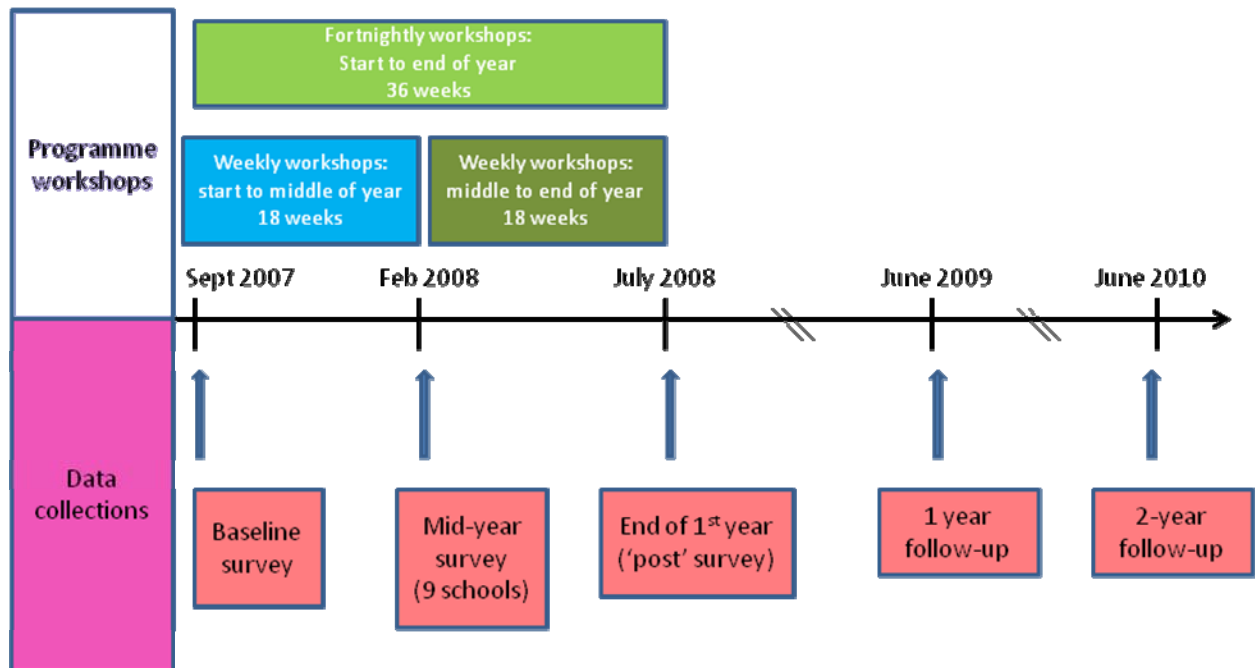 Programme
workshops
Fortnightly workshops:
Start to end of year
36 weeks
Weekly workshops:
start to middle of year
18 weeks
Weekly workshops:
middle to end of year
18 weeks
Sept 2007
Feb 2008
July 2008
June 2009
June 2010
Data
collections
Baseline
survey
Mid-year
survey
(9 schools)
End of 1st year
(‘post’ survey)
1 year
follow-up
2-year
follow-up